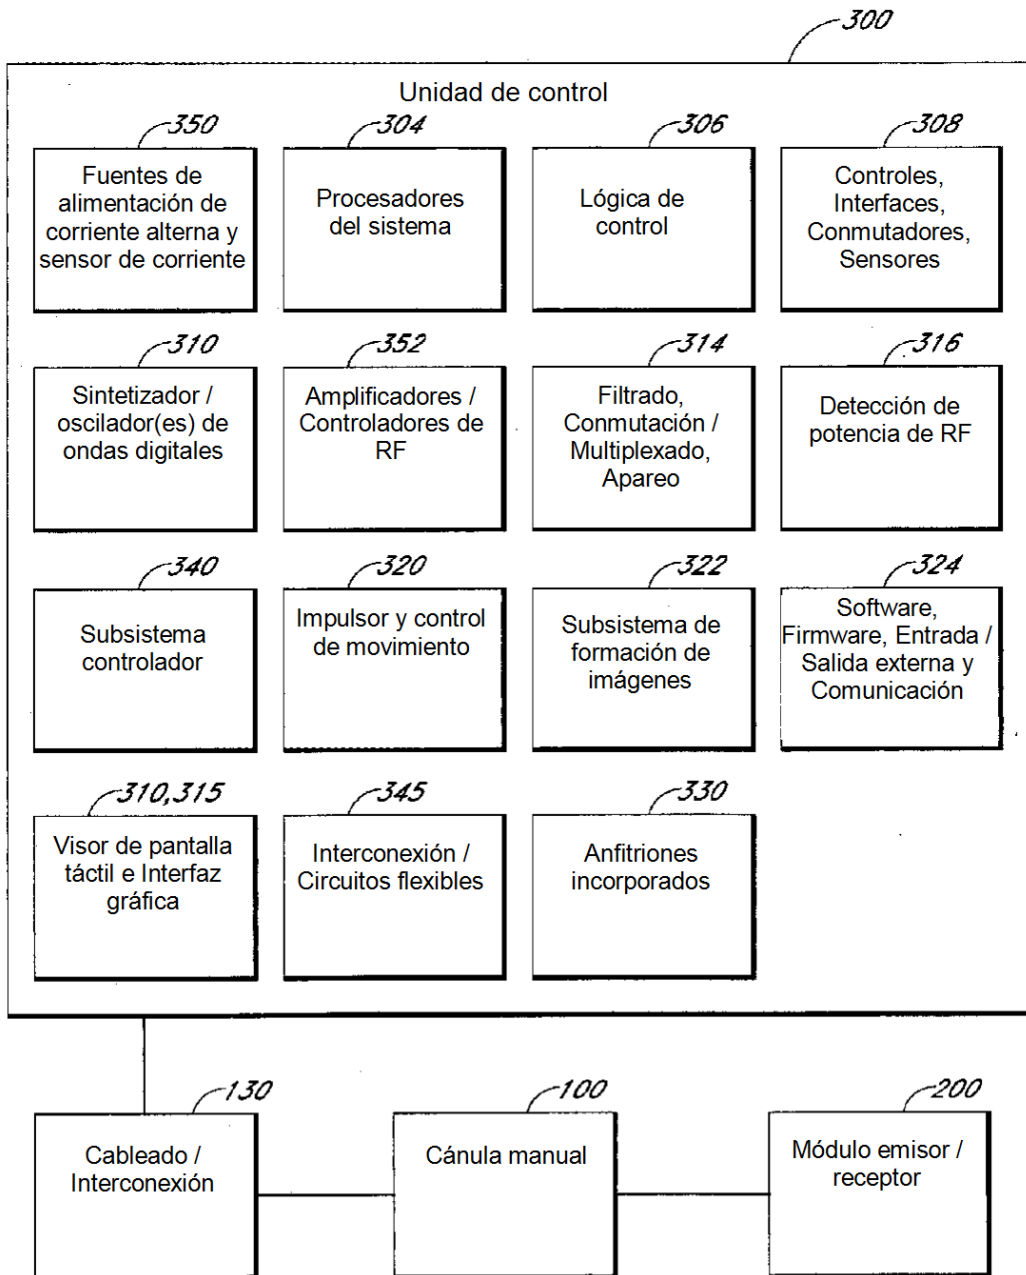 300
Unidad de control
350
304
306
308
Fuentes de
alimentación de
corriente alterna y
sensor de corriente
Procesadores
del sistema
Lógica de
control
Controles,
Interfaces,
Conmutadores,
Sensores
310
352
314
316
Sintetizador /
oscilador(es) de
ondas digitales
Amplificadores /
Controladores de
RF
Filtrado,
Conmutación /
Multiplexado,
Apareo
Detección de
potencia de RF
340
320
322
324
Subsistema
controlador
Impulsor y control
de movimiento
Subsistema de
formación de
imágenes
Software,
Firmware, Entrada /
Salida externa y
Comunicación
310,315
345
330
Visor de pantalla
táctil e Interfaz
gráfica
Interconexión /
Circuitos flexibles
Anfitriones
incorporados
130
100
200
Cableado /
Interconexión
Cánula manual
Módulo emisor /
receptor